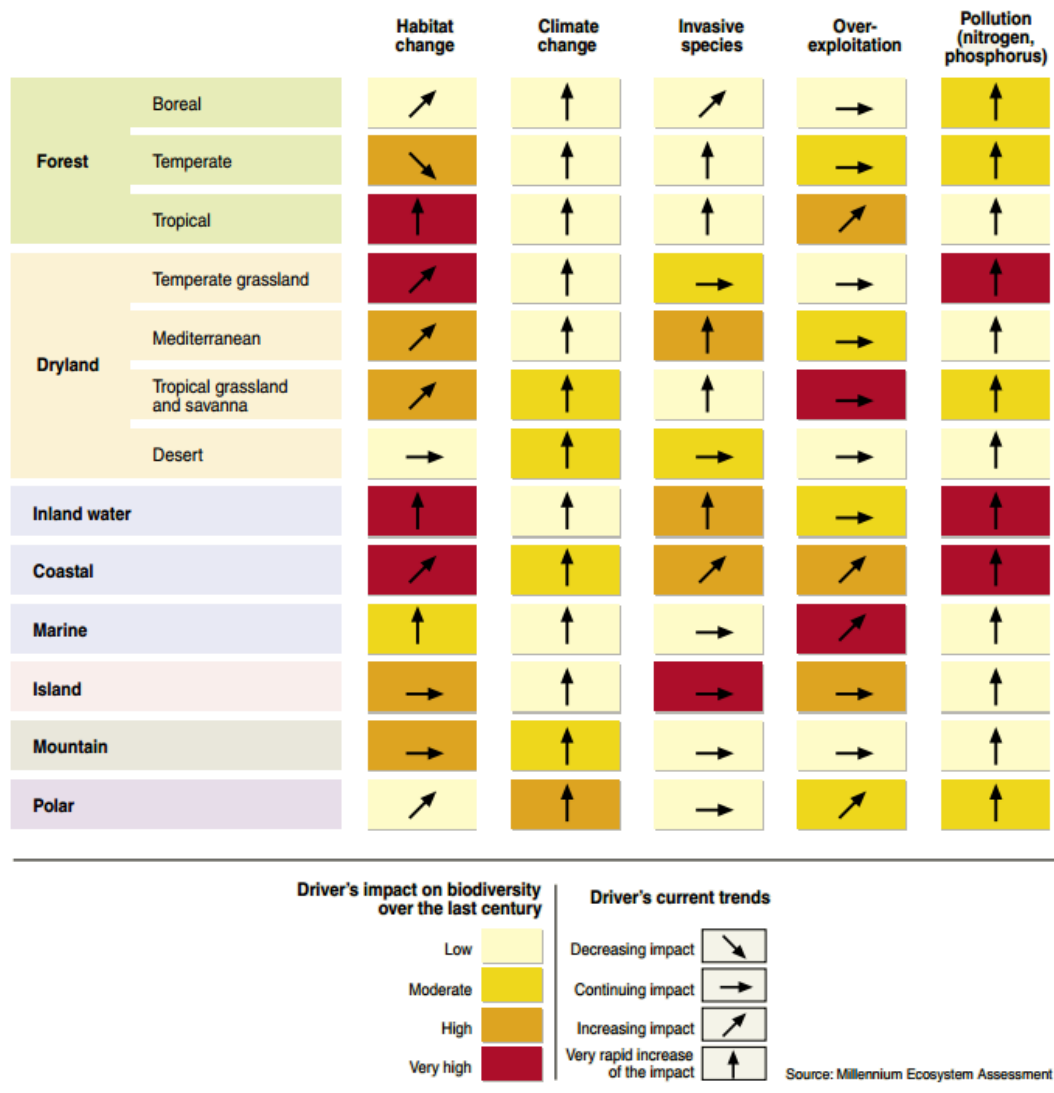 Habitat
change
Climate
change
Invasive
species
Over-
exploitation
Pollution
(nitrogen,
phosphorus)
Forest
Boreal
Temperate
Tropical
Dryland
Temperate grassland
Mediterranean
Tropical grassland
and savanna
Desert
Inland water
Coastal
Marine
Island
Mountain
Polar
Driver's impact on biodiversity
over the last century
Low
Moderate
High
Very high
Driver's current trends
Decreasing impact
Continuing impact
Increasing impact
Very rapid increase
of the impact
Source: Millennium Ecosystem Assessment